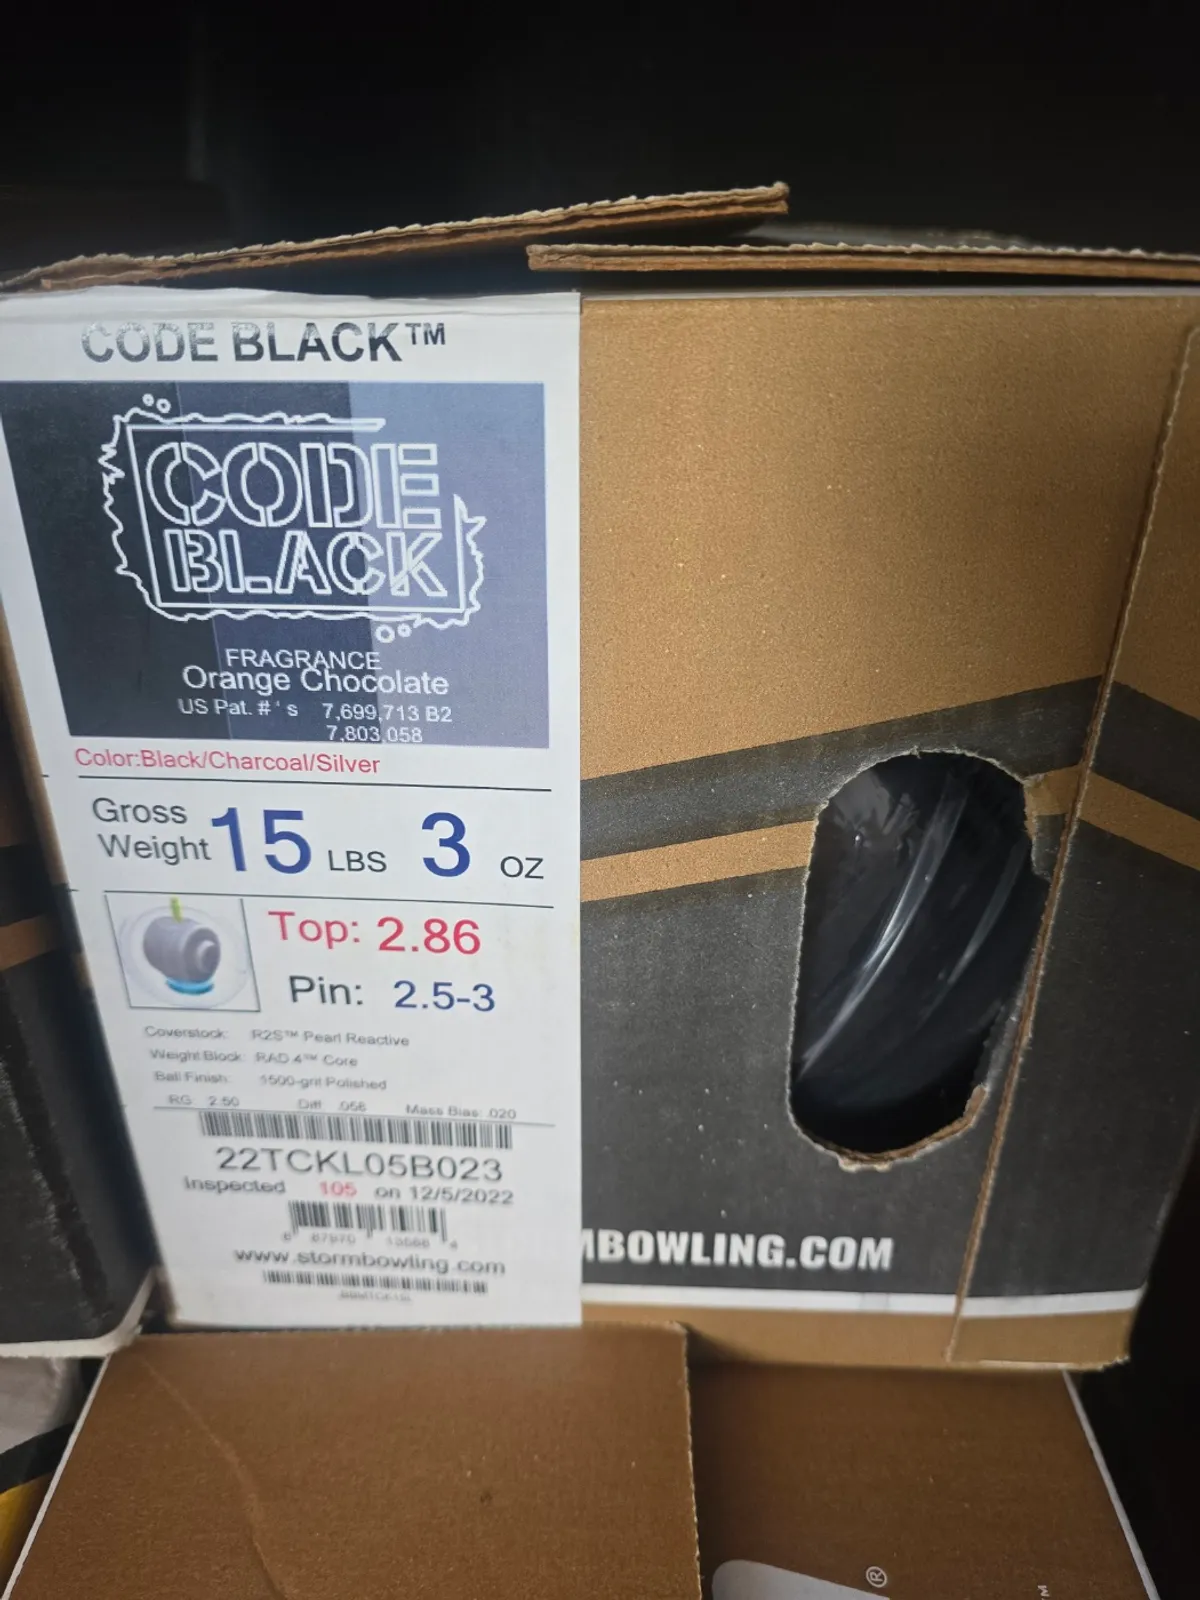 CODE BLACK™
CODE
BLACK
FRAGRANCE
Orange Chocolate
US Pat. # ' s 7,699,713 B2
7,803,058
Color:Black/Charcoal/Silver
Gross Weight 15 LBS 3 OZ
Top: 2.86
Pin: 2.5-3
Coverstock: R2S™ Pearl Reactive
Weight Block: RAD 4™ Core
Ball Finish: 1500-grit Polished
RG 2.50 Diff .058 Mass Bias .020
22TCKL05B023
Inspected 105 on 12/5/2022
www.stormbowling.com
MBOWLING.COM
®
™